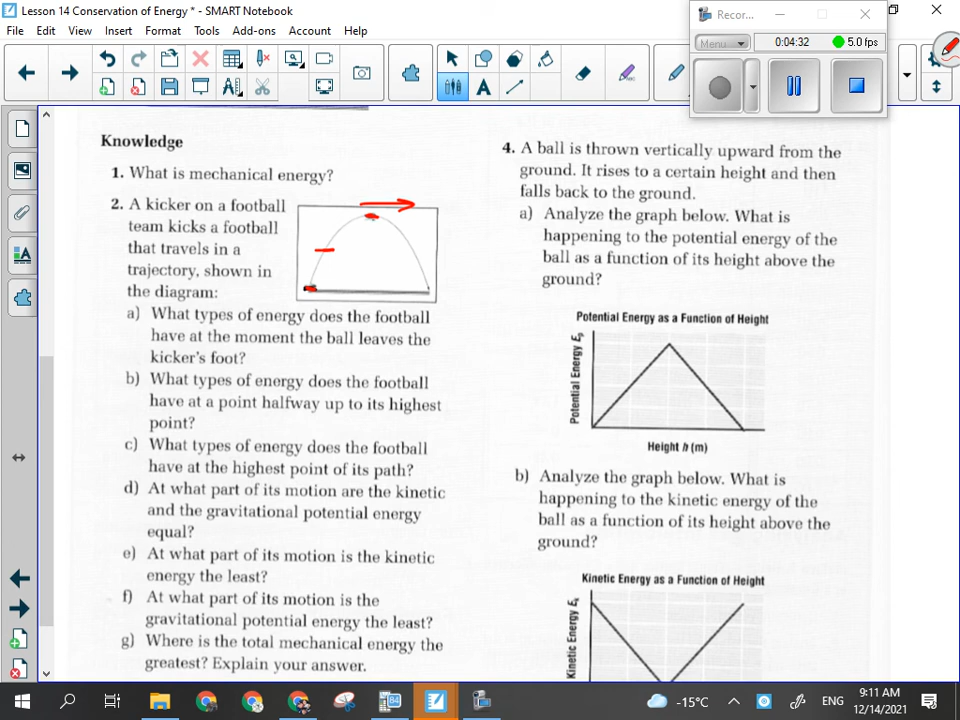 Lesson 14 Conservation of Energy * - SMART Notebook
File Edit View Insert Format Tools Add-ons Account Help
Recor...
Menu
0:04:32
5.0 fps
Knowledge
1. What is mechanical energy?
2. A kicker on a football
team kicks a football
that travels in a
trajectory, shown in
the diagram:
a) What types of energy does the football
have at the moment the ball leaves the
kicker's foot?
b) What types of energy does the football
have at a point halfway up to its highest
point?
c) What types of energy does the football
have at the highest point of its path?
d) At what part of its motion are the kinetic
and the gravitational potential energy
equal?
e) At what part of its motion is the kinetic
energy the least?
f) At what part of its motion is the
gravitational potential energy the least?
g) Where is the total mechanical energy the
greatest? Explain your answer.
4. A ball is thrown vertically upward from the
ground. It rises to a certain height and then
falls back to the ground.
a) Analyze the graph below. What is
happening to the potential energy of the
ball as a function of its height above the
ground?
Potential Energy as a Function of Height
Potential Energy Ep
Height h (m)
b) Analyze the graph below. What is
happening to the kinetic energy of the
ball as a function of its height above the
ground?
Kinetic Energy as a Function of Height
Kinetic Energy Ek
-15°C
ENG
9:11 AM
12/14/2021